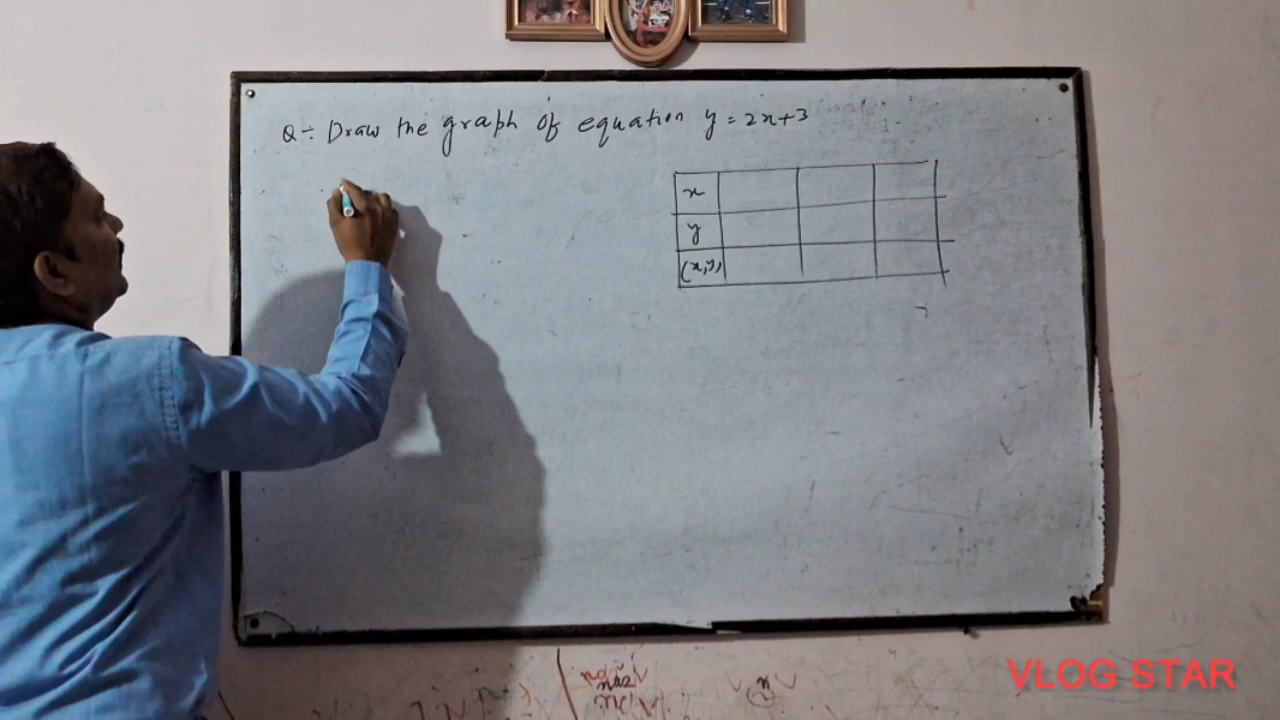 Q÷ Draw the graph of equation y = 2x+3
x
y
(x,y)
VLOG STAR